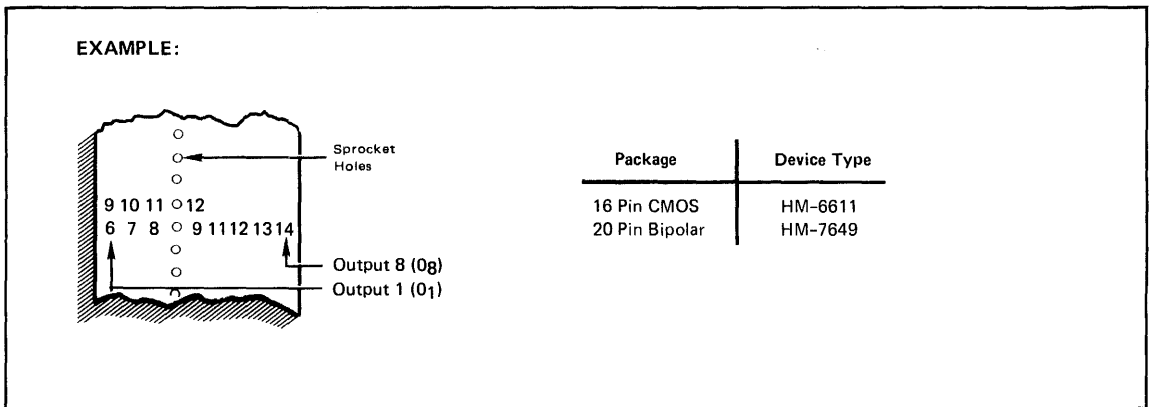 EXAMPLE:
Sprocket
Holes
9 10 11 12
6 7 8 9 11 12 13 14
Output 8 (08)
Output 1 (01)
Package Device Type
16 Pin CMOS HM-6611
20 Pin Bipolar HM-7649